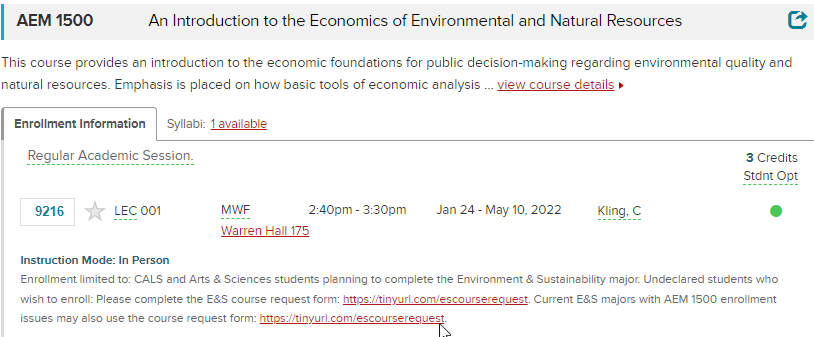 AEM 1500 An Introduction to the Economics of Environmental and Natural Resources
This course provides an introduction to the economic foundations for public decision-making regarding environmental quality and
natural resources. Emphasis is placed on how basic tools of economic analysis ... view course details
Enrollment Information Syllabi: 1 available
Regular Academic Session. 3 Credits
Stdnt Opt
9216 LEC 001 MWF 2:40pm - 3:30pm Jan 24 - May 10, 2022 Kling, C
Warren Hall 175
Instruction Mode: In Person
Enrollment limited to: CALS and Arts & Sciences students planning to complete the Environment & Sustainability major. Undeclared students who
wish to enroll: Please complete the E&S course request form: https://tinyurl.com/escourserequest. Current E&S majors with AEM 1500 enrollment
issues may also use the course request form: https://tinyurl.com/escourserequest.